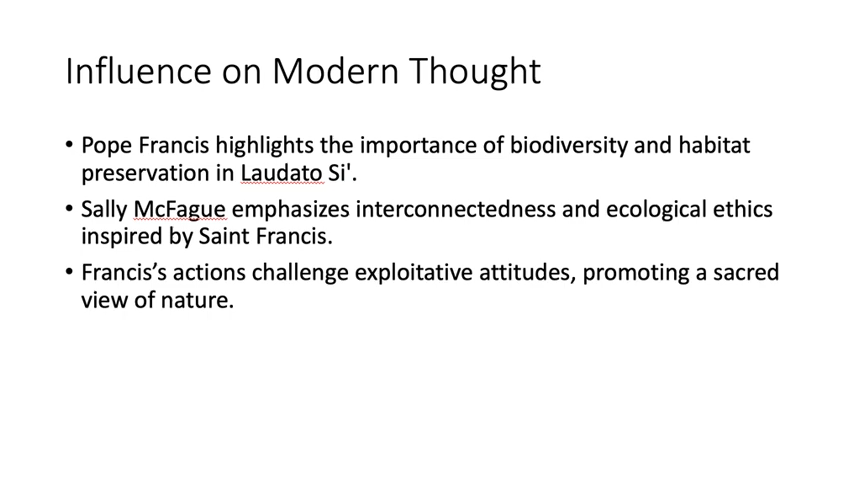 Influence on Modern Thought
• Pope Francis highlights the importance of biodiversity and habitat
preservation in Laudato Si'.
• Sally McFague emphasizes interconnectedness and ecological ethics
inspired by Saint Francis.
• Francis’s actions challenge exploitative attitudes, promoting a sacred
view of nature.